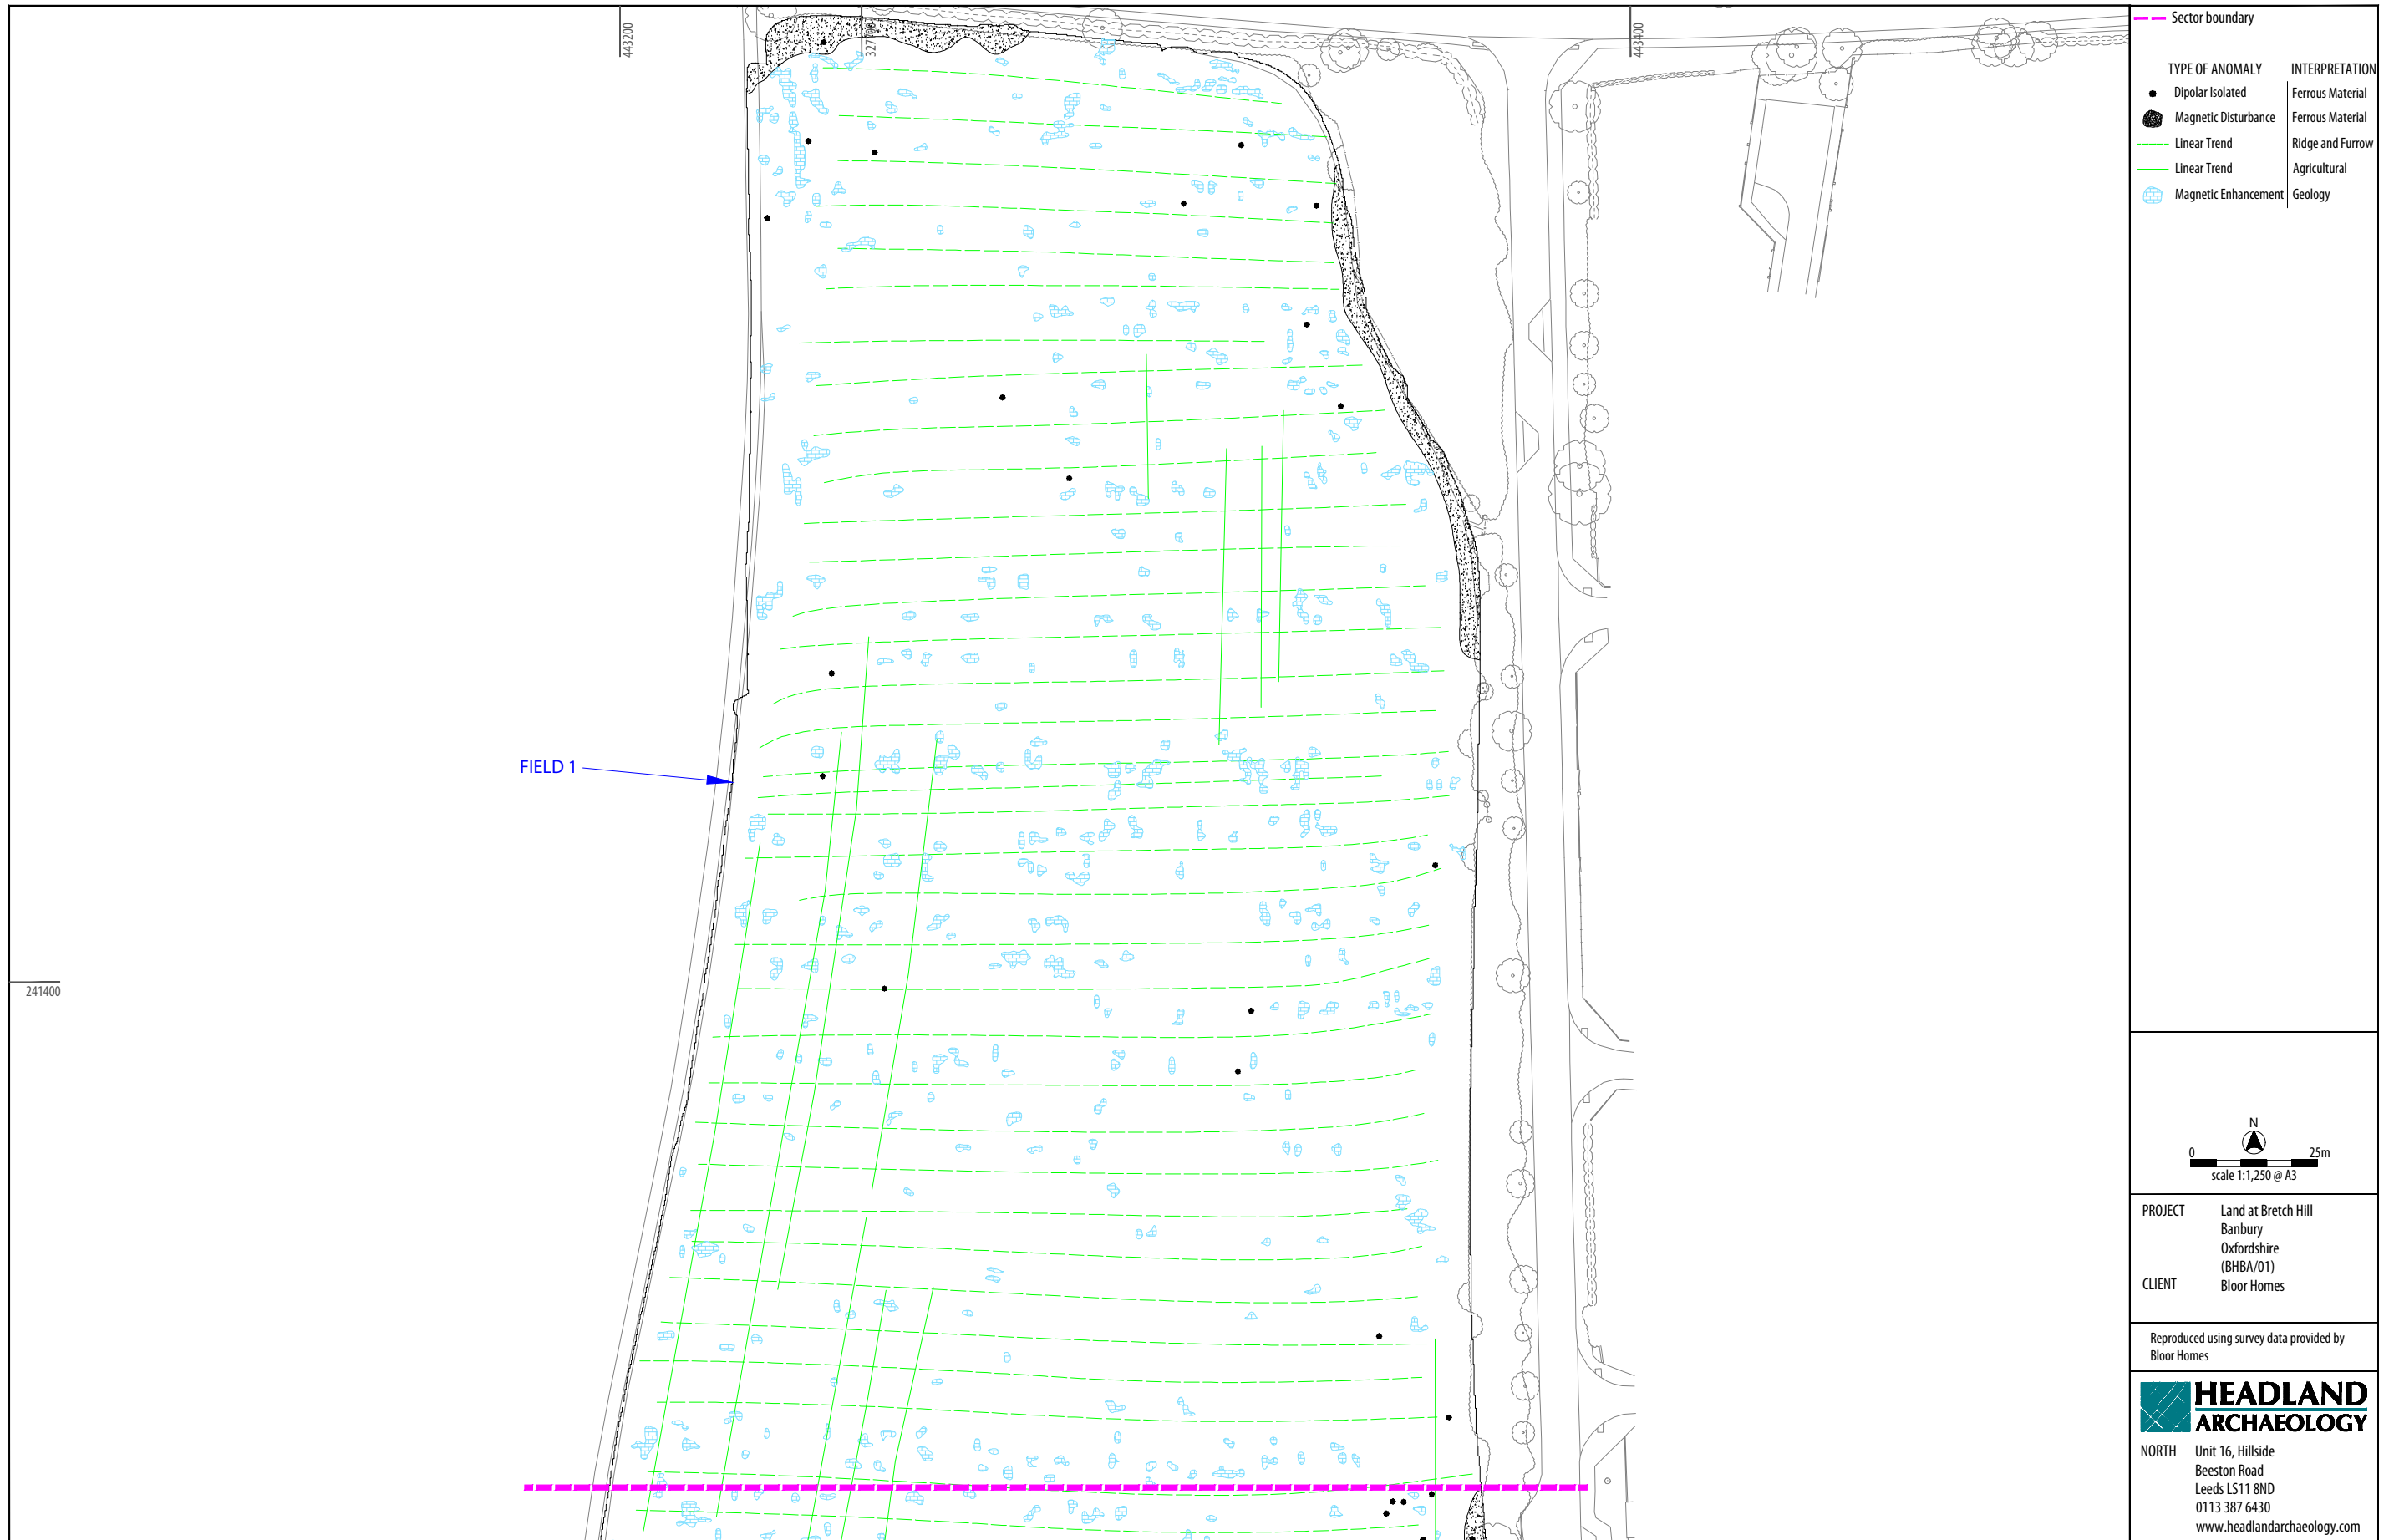 443200
443400
FIELD 1
241400
Sector boundary
TYPE OF ANOMALY INTERPRETATION
Dipolar Isolated Ferrous Material
Magnetic Disturbance Ferrous Material
Linear Trend Ridge and Furrow
Linear Trend Agricultural
Magnetic Enhancement Geology
N
0 25m
scale 1:1,250 @ A3
PROJECT Land at Bretch Hill
Banbury
Oxfordshire
(BHBA/01)
CLIENT Bloor Homes
Reproduced using survey data provided by
Bloor Homes
HEADLAND
ARCHAEOLOGY
NORTH Unit 16, Hillside
Beeston Road
Leeds LS11 8ND
0113 387 6430
www.headlandarchaeology.com